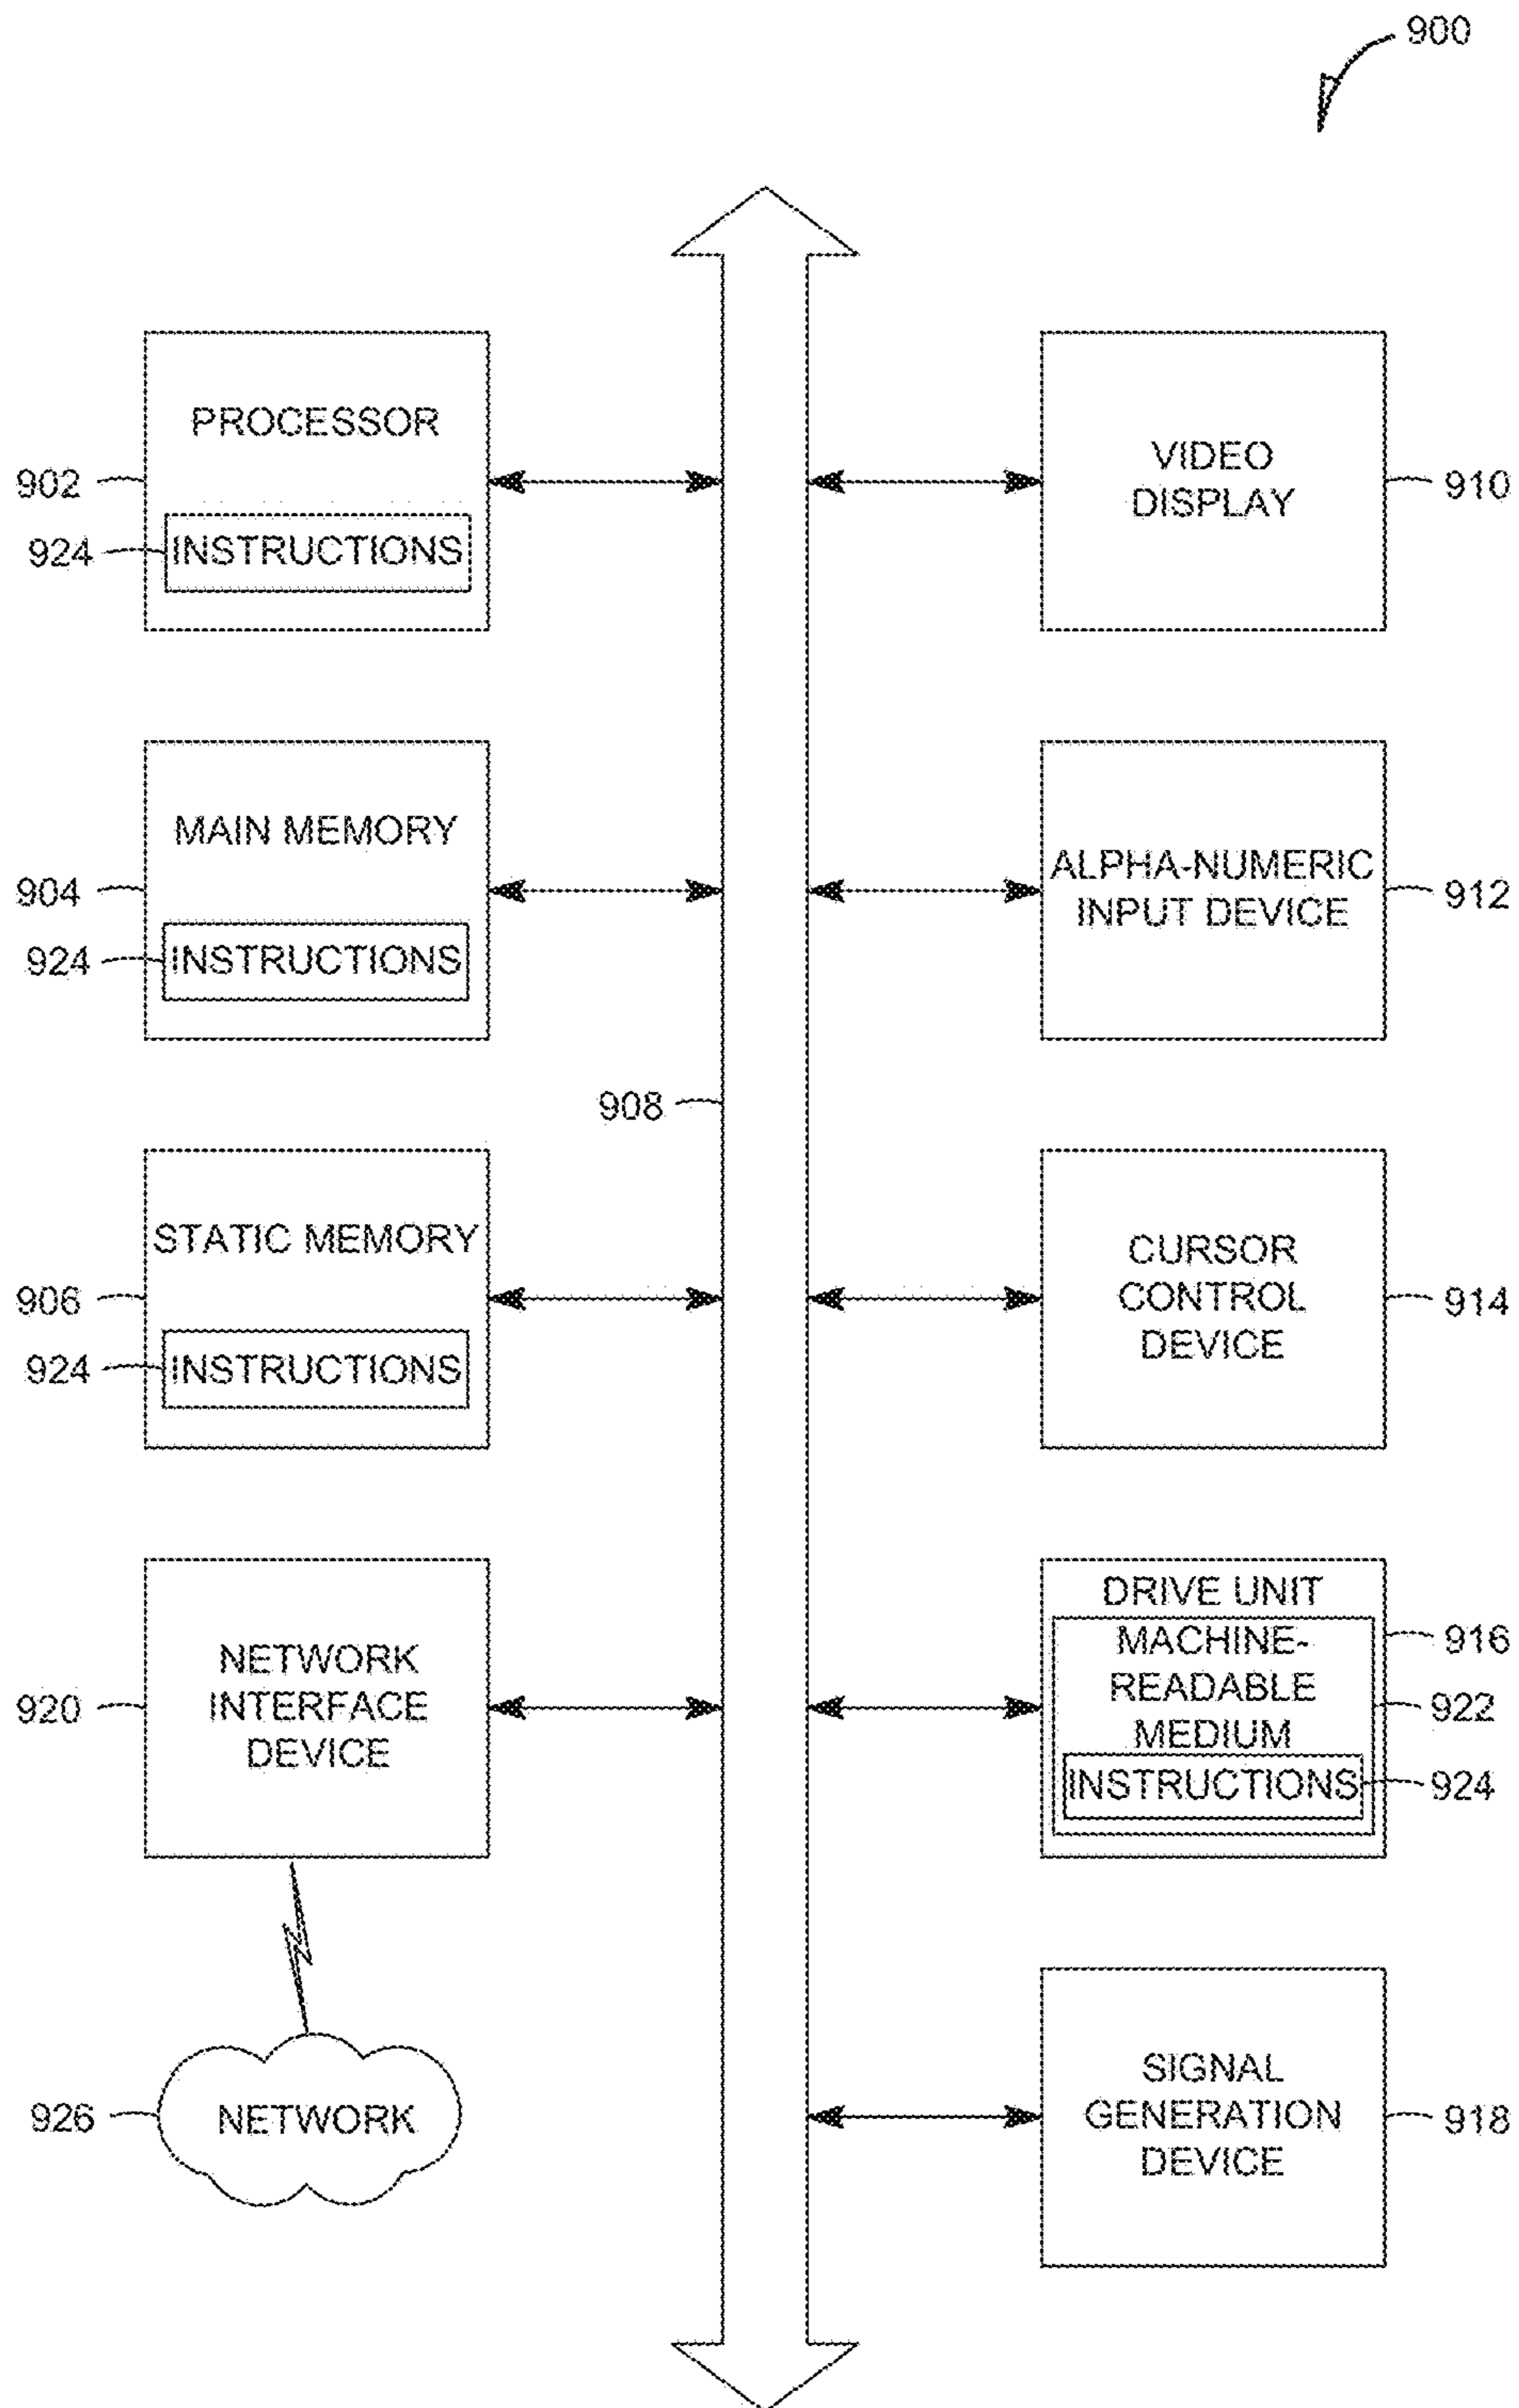 900
PROCESSOR
902
924
INSTRUCTIONS
MAIN MEMORY
904
924
INSTRUCTIONS
908
STATIC MEMORY
906
924
INSTRUCTIONS
NETWORK
INTERFACE
DEVICE
920
NETWORK
926
VIDEO
DISPLAY
910
ALPHA-NUMERIC
INPUT DEVICE
912
CURSOR
CONTROL
DEVICE
914
DRIVE UNIT
916
MACHINE-
READABLE
MEDIUM
922
INSTRUCTIONS
924
SIGNAL
GENERATION
DEVICE
918